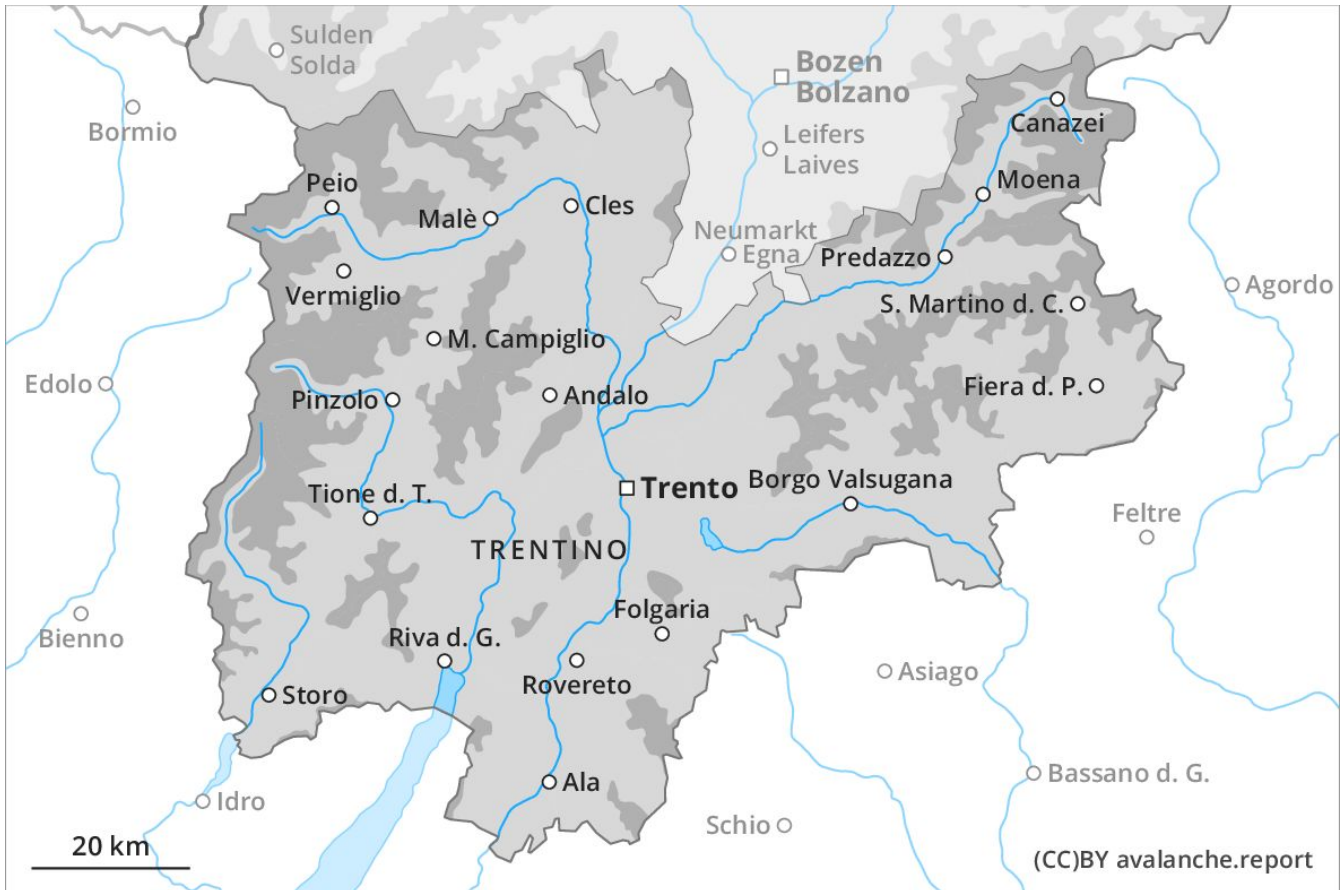 Sulden
Solda
Bozen
Bolzano
Bormio
Canazei
Leifers
Laives
Peio
Moena
Malè
Cles
Neumarkt
Egna
Predazzo
Vermiglio
Agordo
S. Martino d. C.
M. Campiglio
Edolo
Pinzolo
Andalo
Fiera d. P.
Trento
Borgo Valsugana
Tione d. T.
Feltre
TRENTINO
Folgaria
Bienno
Riva d. G.
Asiago
Rovereto
Storo
Bassano d. G.
Ala
Idro
Schio
20 km
(CC)BY avalanche.report